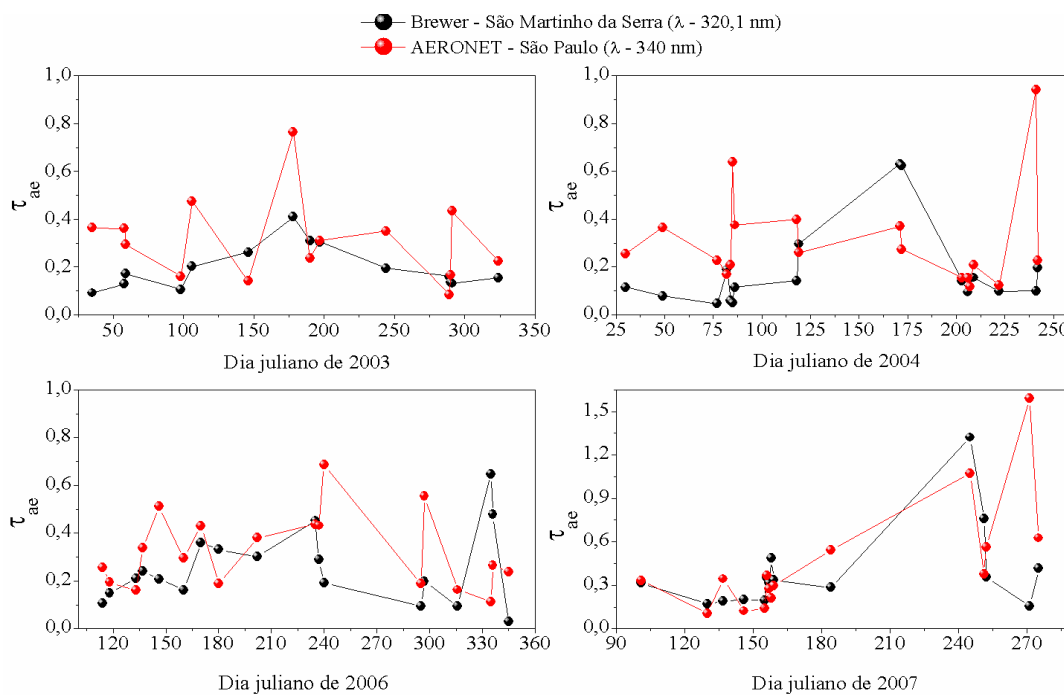 Brewer - São Martinho da Serra (λ - 320,1 nm)
AERONET - São Paulo (λ - 340 nm)
1,0
0,8
0,6
0,4
0,2
0,0
τae
50 100 150 200 250 300 350
Dia juliano de 2003
1,0
0,8
0,6
0,4
0,2
0,0
τae
25 50 75 100 125 150 175 200 225 250
Dia juliano de 2004
1,0
0,8
0,6
0,4
0,2
0,0
τae
120 150 180 210 240 270 300 330 360
Dia juliano de 2006
1,5
1,2
0,9
0,6
0,3
0,0
τae
90 120 150 180 210 240 270
Dia juliano de 2007